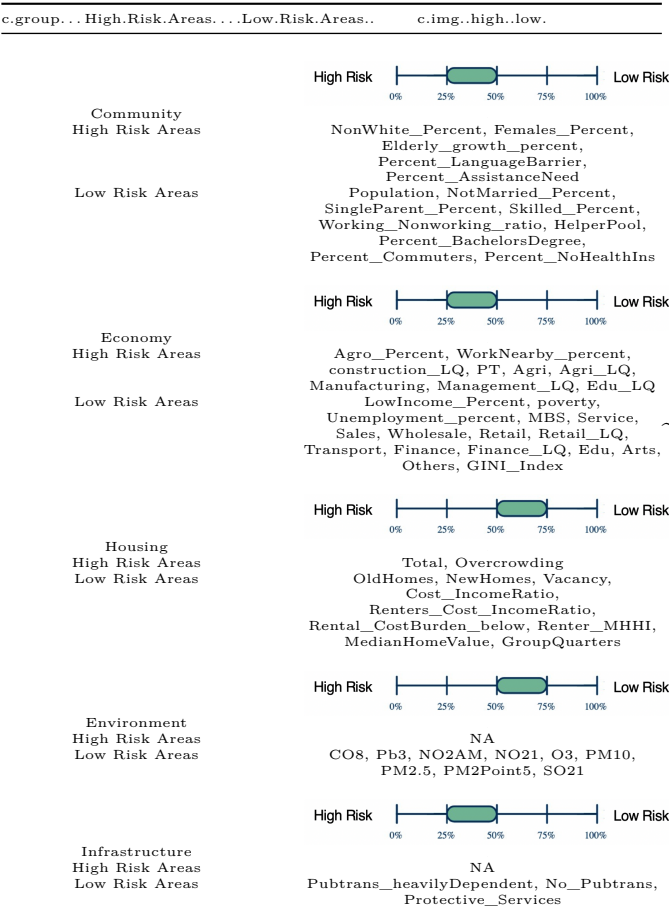 c.group... High.Risk.Areas....Low.Risk.Areas.. c.img..high..low.
High Risk Low Risk
0% 25% 50% 75% 100%
Community
High Risk Areas NonWhite_Percent, Females_Percent,
Elderly_growth_percent,
Percent_LanguageBarrier,
Percent_AssistanceNeed
Low Risk Areas Population, NotMarried_Percent,
SingleParent_Percent, Skilled_Percent,
Working_Nonworking_ratio, HelperPool,
Percent_BachelorsDegree,
Percent_Commuters, Percent_NoHealthIns
High Risk Low Risk
0% 25% 50% 75% 100%
Economy
High Risk Areas Agro_Percent, WorkNearby_percent,
construction_LQ, PT, Agri, Agri_LQ,
Manufacturing, Management_LQ, Edu_LQ
Low Risk Areas LowIncome_Percent, poverty,
Unemployment_percent, MBS, Service,
Sales, Wholesale, Retail, Retail_LQ,
Transport, Finance, Finance_LQ, Edu, Arts,
Others, GINI_Index
High Risk Low Risk
0% 25% 50% 75% 100%
Housing
High Risk Areas Total, Overcrowding
Low Risk Areas OldHomes, NewHomes, Vacancy,
Cost_IncomeRatio,
Renters_Cost_IncomeRatio,
Rental_CostBurden_below, Renter_MHHI,
MedianHomeValue, GroupQuarters
High Risk Low Risk
0% 25% 50% 75% 100%
Environment
High Risk Areas NA
Low Risk Areas CO8, Pb3, NO2AM, NO21, O3, PM10,
PM2.5, PM2Point5, SO21
High Risk Low Risk
0% 25% 50% 75% 100%
Infrastructure
High Risk Areas NA
Low Risk Areas Pubtrans_heavilyDependent, No_Pubtrans,
Protective_Services